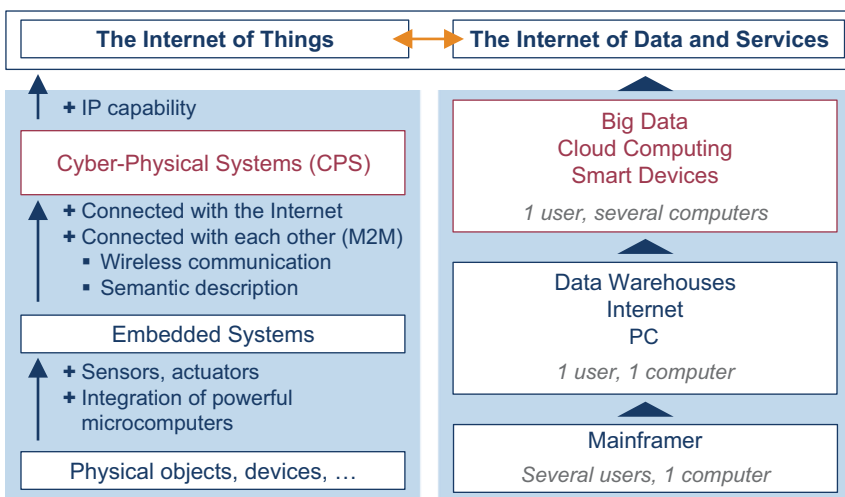 The Internet of Things
The Internet of Data and Services
+ IP capability
Cyber-Physical Systems (CPS)
+ Connected with the Internet
+ Connected with each other (M2M)
▪ Wireless communication
▪ Semantic description
Embedded Systems
+ Sensors, actuators
+ Integration of powerful
microcomputers
Physical objects, devices, …
Big Data
Cloud Computing
Smart Devices
1 user, several computers
Data Warehouses
Internet
PC
1 user, 1 computer
Mainframer
Several users, 1 computer